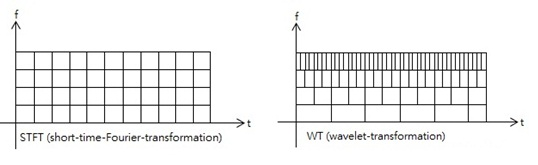 f
t
STFT (short-time-Fourier-transformation)
f
t
WT (wavelet-transformation)